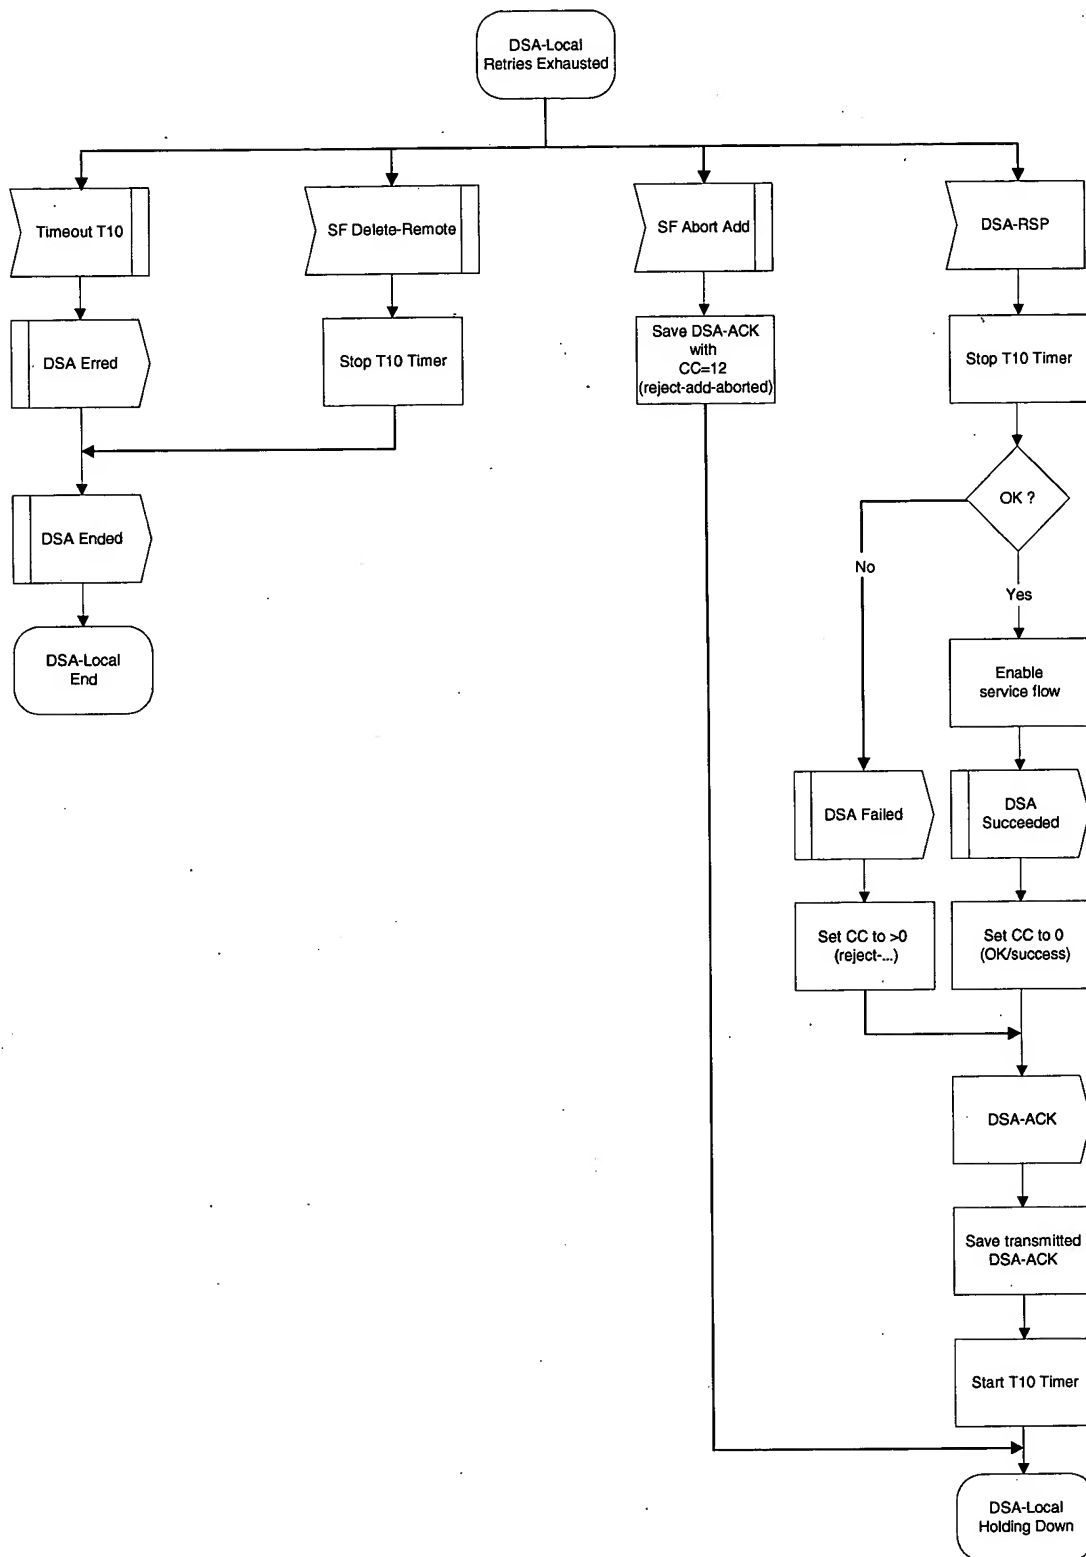 DSA-Local
Retries Exhausted
Timeout T10
SF Delete-Remote
SF Abort Add
DSA-RSP
DSA Erred
Stop T10 Timer
Save DSA-ACK
with
CC=12
(reject-add-aborted)
Stop T10 Timer
DSA Ended
OK ?
No
Yes
DSA-Local
End
Enable
service flow
DSA Failed
DSA
Succeeded
Set CC to >0
(reject-...)
Set CC to 0
(OK/success)
DSA-ACK
Save transmitted
DSA-ACK
Start T10 Timer
DSA-Local
Holding Down